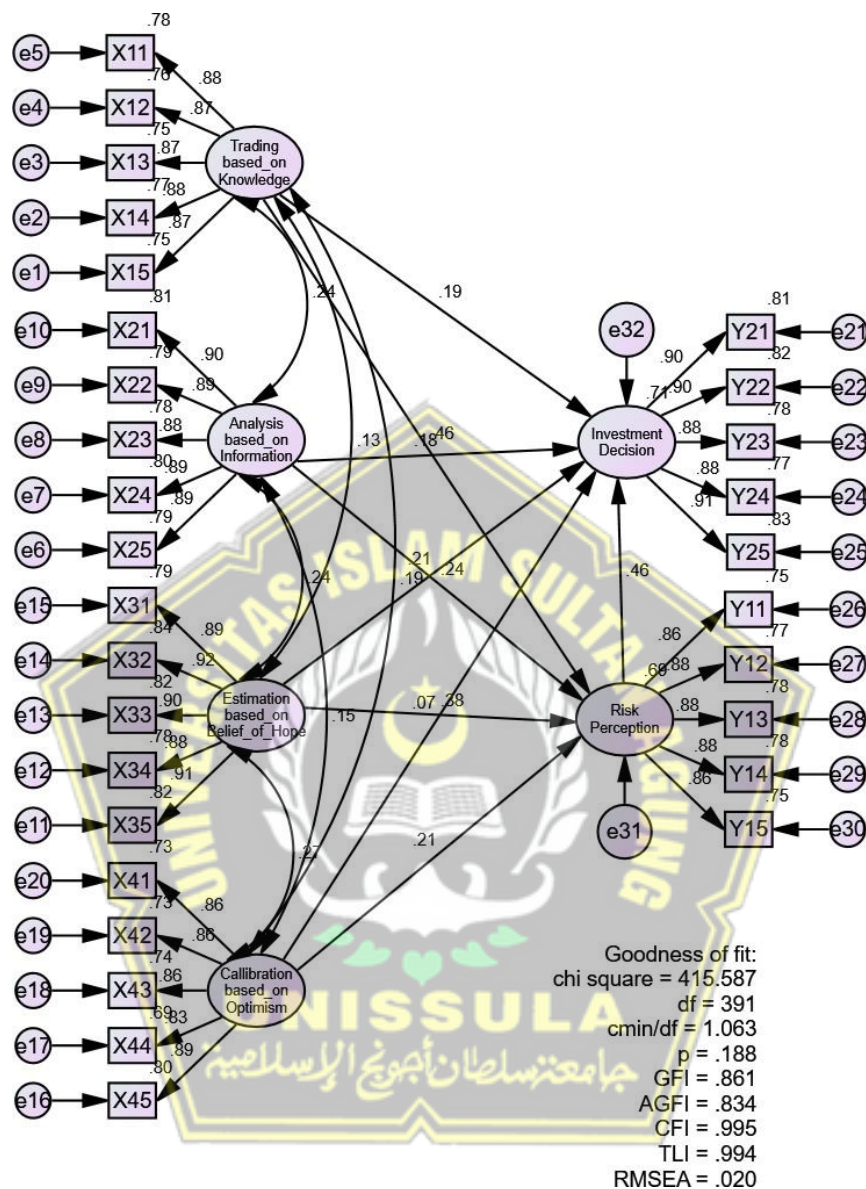 .78
e5
X11
.76
.88
e4
X12
.87
.75
e3
X13
.87
.77
e2
X14
.88
.75
.87
e1
X15
Trading
based_on
Knowledge
.81
e10
X21
.79
.90
e9
X22
.89
.78
e8
X23
.88
.80
e7
X24
.89
.79
.89
e6
X25
Analysis
based_on
Information
.79
e15
X31
.84
.89
e14
X32
.92
.82
e13
X33
.90
.78
e12
X34
.88
.82
.91
e11
X35
Estimation
based_on
Belief_of_Hope
.73
e20
X41
.73
.86
e19
X42
.86
.74
e18
X43
.86
.69
e17
X44
.83
.80
.89
e16
X45
Callibration
based_on
Optimism
.24
.19
.13
.18
.46
.24
.21
.19
.24
.15
.07
.38
.27
.21
.46
e32
.71
Investment
Decision
.81
.90
Y21
e21
.82
.90
Y22
e22
.78
.88
Y23
e23
.77
.88
Y24
e24
.83
.91
Y25
e25
.69
Risk
Perception
e31
.75
.86
Y11
e26
.77
.88
Y12
e27
.78
.88
Y13
e28
.78
.88
Y14
e29
.75
.86
Y15
e30
UNIVERSITAS ISLAM SULTAN AGUNG
UNISSULA
جامعتسلطان أجونج الإسلامية
Goodness of fit:
chi square = 415.587
df = 391
cmin/df = 1.063
p = .188
GFI = .861
AGFI = .834
CFI = .995
TLI = .994
RMSEA = .020